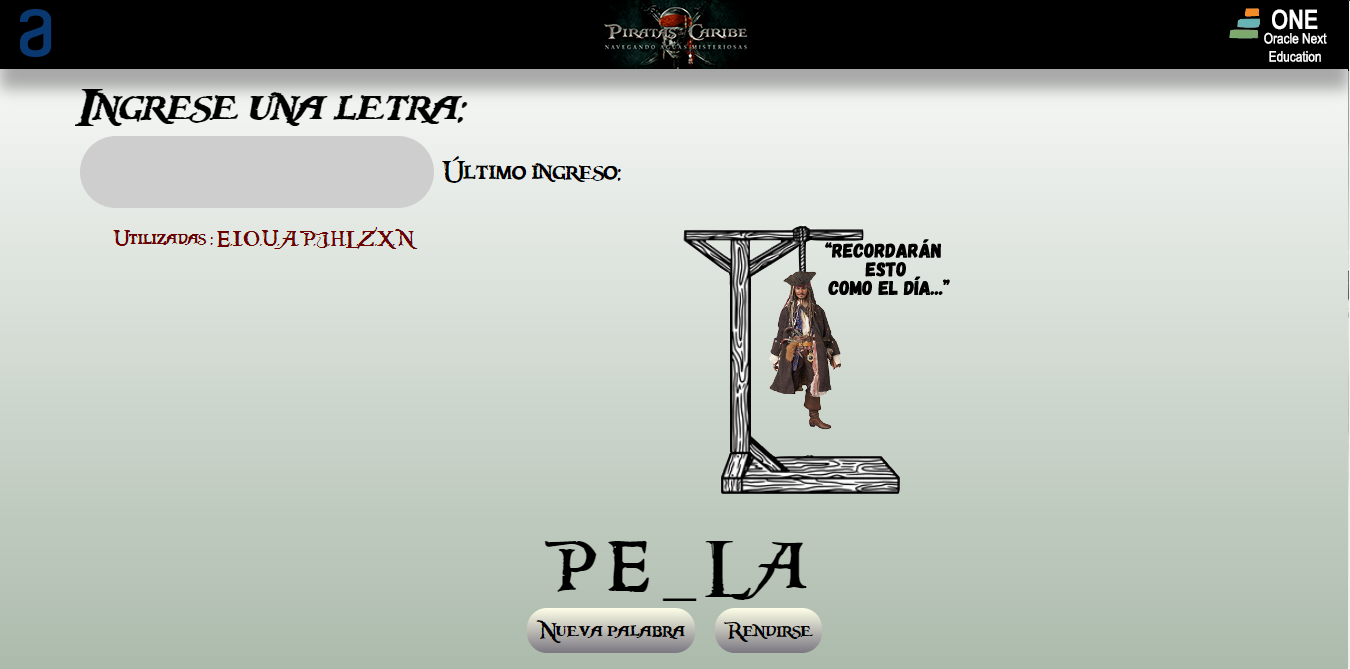 a
PIRATAS CARIBE
NAVEGANDO AGUAS MISTERIOSAS
ONE
Oracle Next
Education
INGRESE UNA LETRA:
ÚLTIMO INGRESO:
UTILIZADAS : E.I.O.U.A P.J.H.L.Z.X.N
“RECORDARÁN
ESTO
COMO EL DÍA...”
PE_LA
NUEVA PALABRA
RENDIRSE